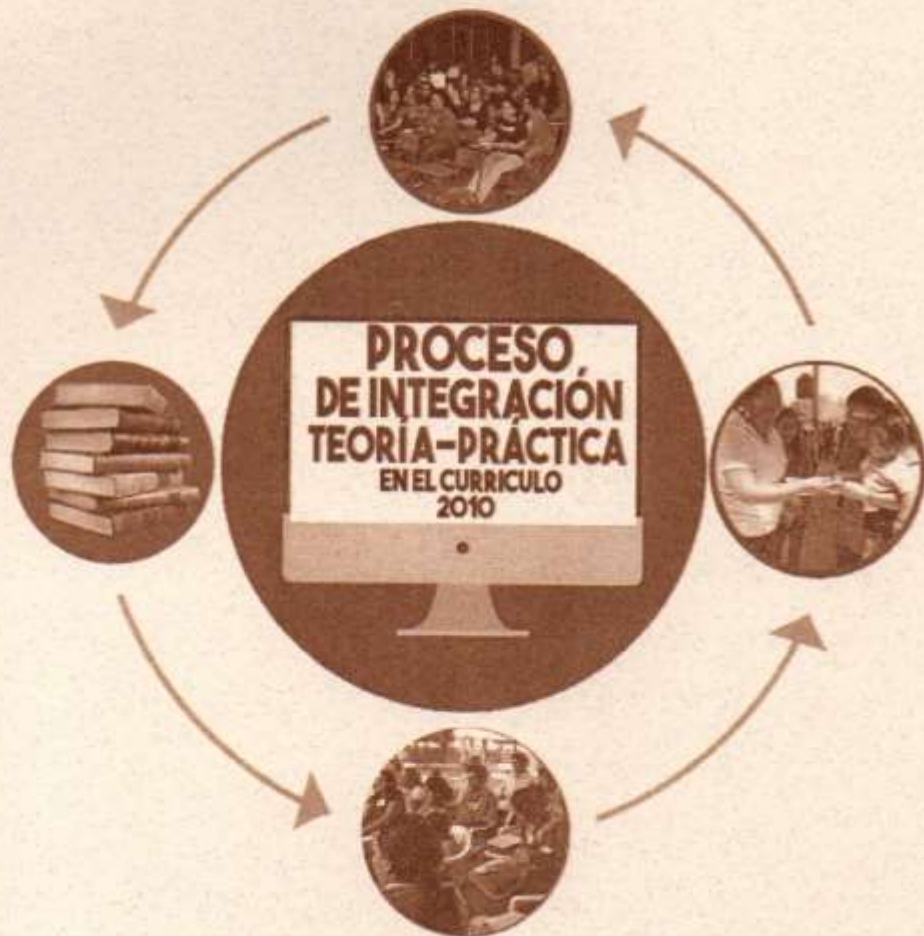 PROCESO
DE INTEGRACIÓN
TEORÍA-PRÁCTICA
EN EL CURRICULO
2010